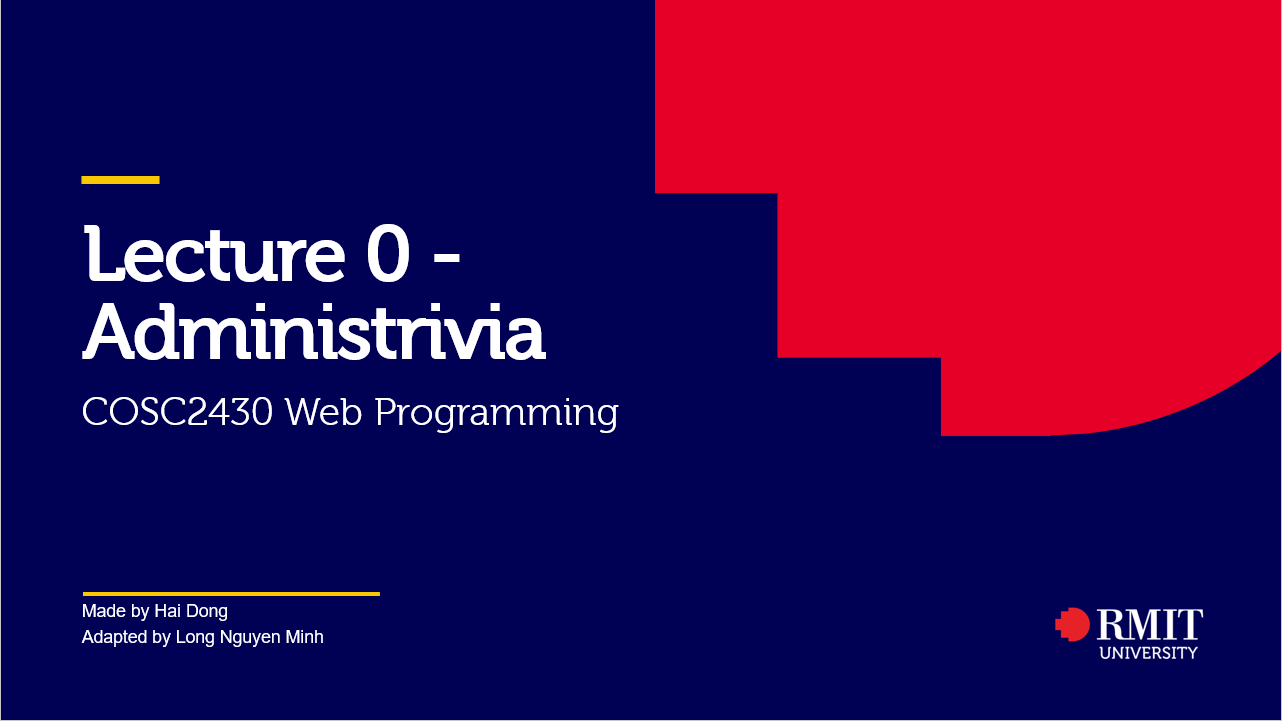 Lecture 0 -
Administrivia
COSC2430 Web Programming
Made by Hai Dong
Adapted by Long Nguyen Minh
RMIT
UNIVERSITY